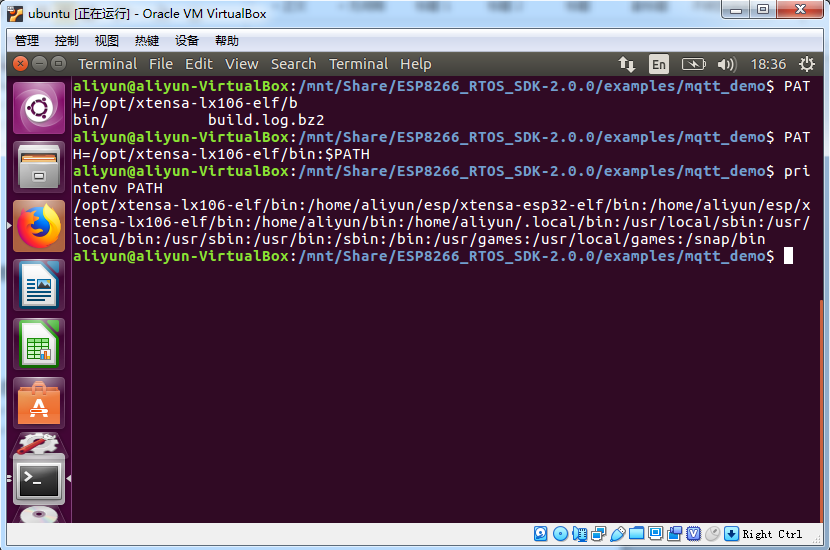 ubuntu [正在运行] - Oracle VM VirtualBox
管理 控制 视图 热键 设备 帮助
Terminal File Edit View Search Terminal Help En 18:36
aliyun@aliyun-VirtualBox:/mnt/Share/ESP8266_RTOS_SDK-2.0.0/examples/mqtt_demo$ PAT
H=/opt/xtensa-lx106-elf/b
bin/ build.log.bz2
aliyun@aliyun-VirtualBox:/mnt/Share/ESP8266_RTOS_SDK-2.0.0/examples/mqtt_demo$ PAT
H=/opt/xtensa-lx106-elf/bin:$PATH
aliyun@aliyun-VirtualBox:/mnt/Share/ESP8266_RTOS_SDK-2.0.0/examples/mqtt_demo$ pri
ntenv PATH
/opt/xtensa-lx106-elf/bin:/home/aliyun/esp/xtensa-esp32-elf/bin:/home/aliyun/esp/x
tensa-lx106-elf/bin:/home/aliyun/bin:/home/aliyun/.local/bin:/usr/local/sbin:/usr/
local/bin:/usr/sbin:/usr/bin:/sbin:/bin:/usr/games:/usr/local/games:/snap/bin
aliyun@aliyun-VirtualBox:/mnt/Share/ESP8266_RTOS_SDK-2.0.0/examples/mqtt_demo$
Right Ctrl